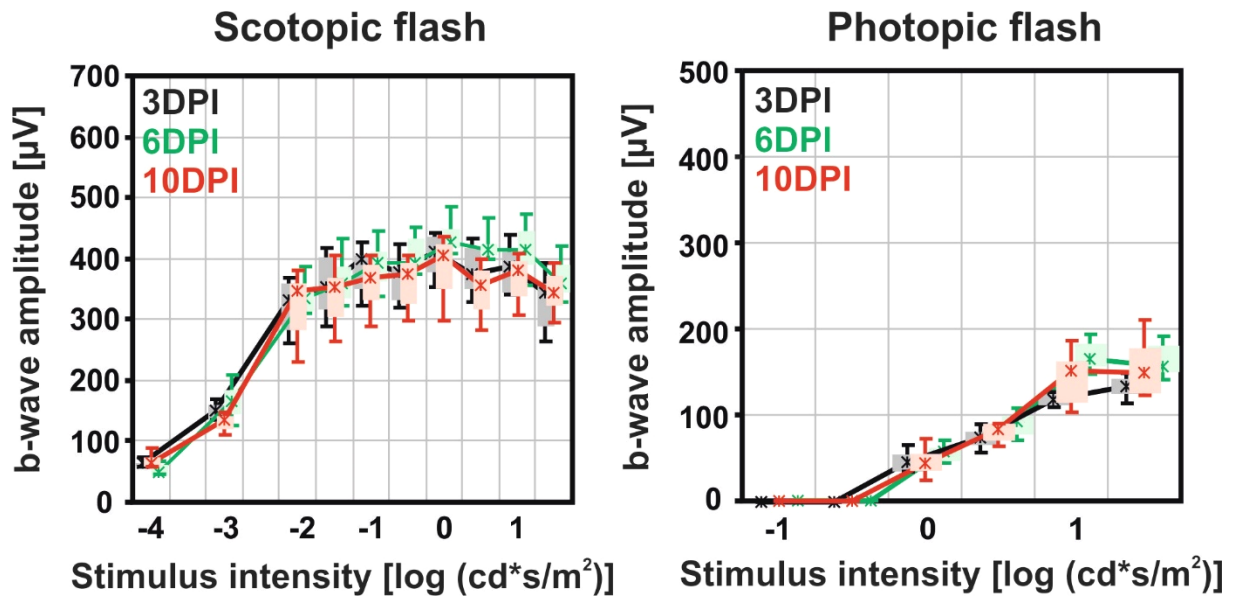 Scotopic flash
b-wave amplitude [µV]
700
600
500
400
300
200
100
0
3DPI
6DPI
10DPI
-4 -3 -2 -1 0 1
Stimulus intensity [log (cd*s/m²)]
Photopic flash
b-wave amplitude [µV]
500
400
300
200
100
0
3DPI
6DPI
10DPI
-1 0 1
Stimulus intensity [log (cd*s/m²)]